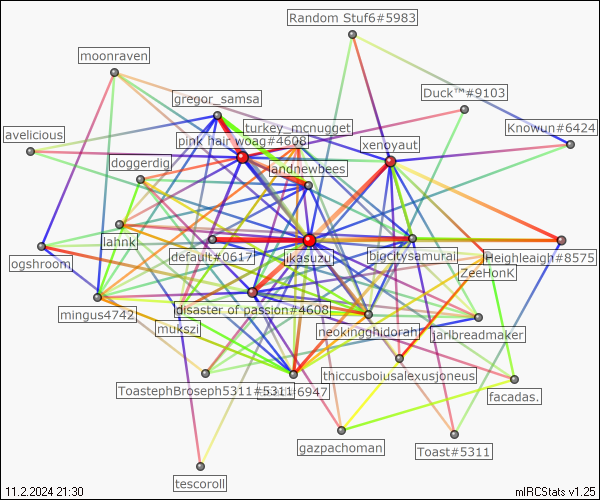 Random Stuf6#5983
moonraven
Duck™#9103
gregor_samsa
turkey_mcnugget
Knowun#6424
avelicious
pink hair woag#4608
xenoyaut
doggerdig
andnewbees
lahnk
default#0617
ikasuzu
bigcitysamurai
Heighleaigh#8575
ogshroom
ZeeHonK
mingus4742
disaster of passion#4608
mukszi
neokingghidorah
jaribreadmaker
thiccusboiusalexusjoneus
ToastephBroseph5311#5311
6947
facadas.
gazpachoman
Toast#5311
tescoroll
11.2.2024 21:30
mIRCStats v1.25